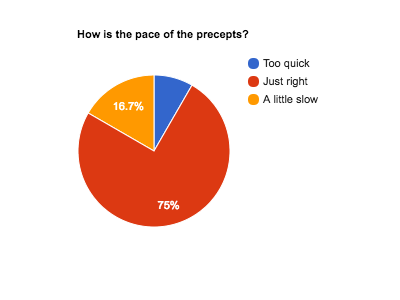 How is the pace of the precepts?
Too quick
Just right
A little slow
16.7%
75%